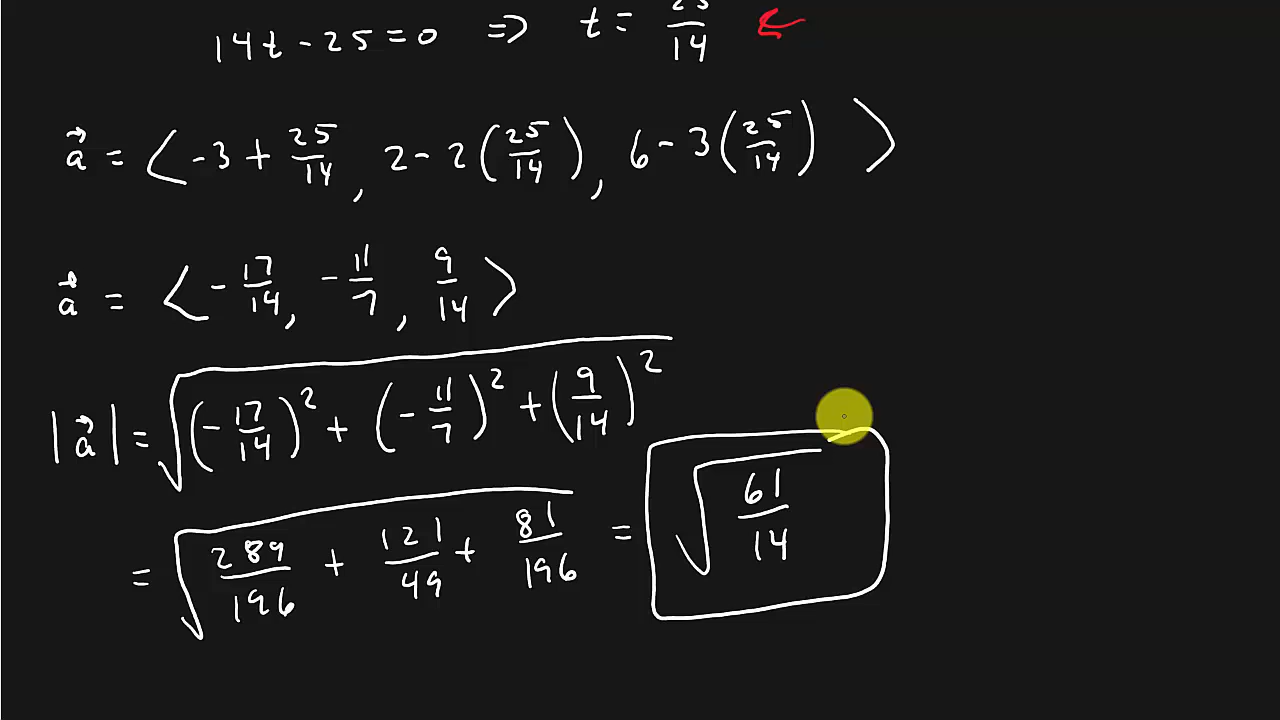 14t - 25 = 0 ⇒ t = 25/14 ←
a⃗ = ⟨ -3 + 25/14, 2 - 2(25/14), 6 - 3(25/14) ⟩
a⃗ = ⟨ -17/14, -11/7, 9/14 ⟩
|a⃗| = √((-17/14)² + (-11/7)² + (9/14)²)
= √(289/196 + 121/49 + 81/196) = √(61/14)